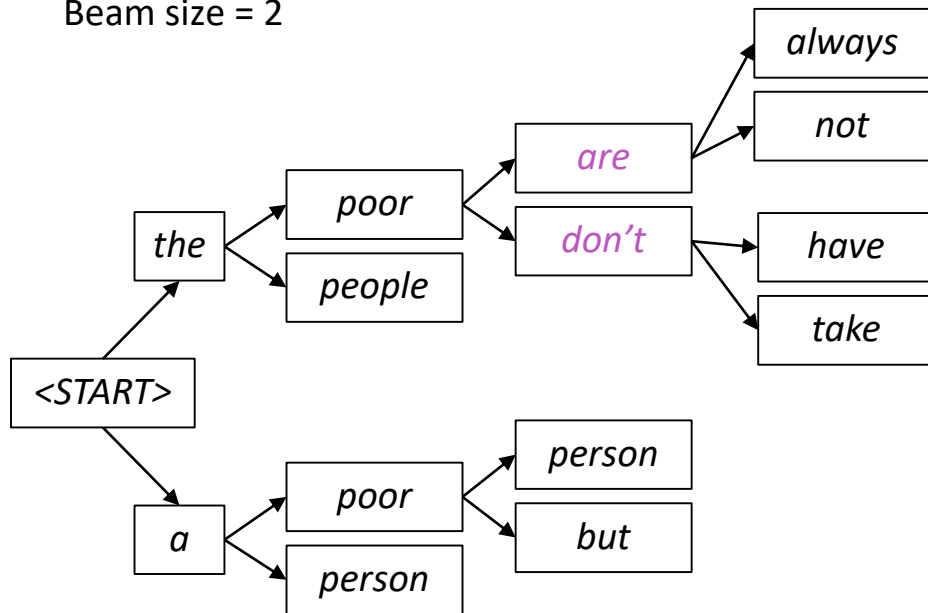 Beam size = 2
always
not
are
poor
don’t
the
have
people
take
<START>
person
poor
but
a
person